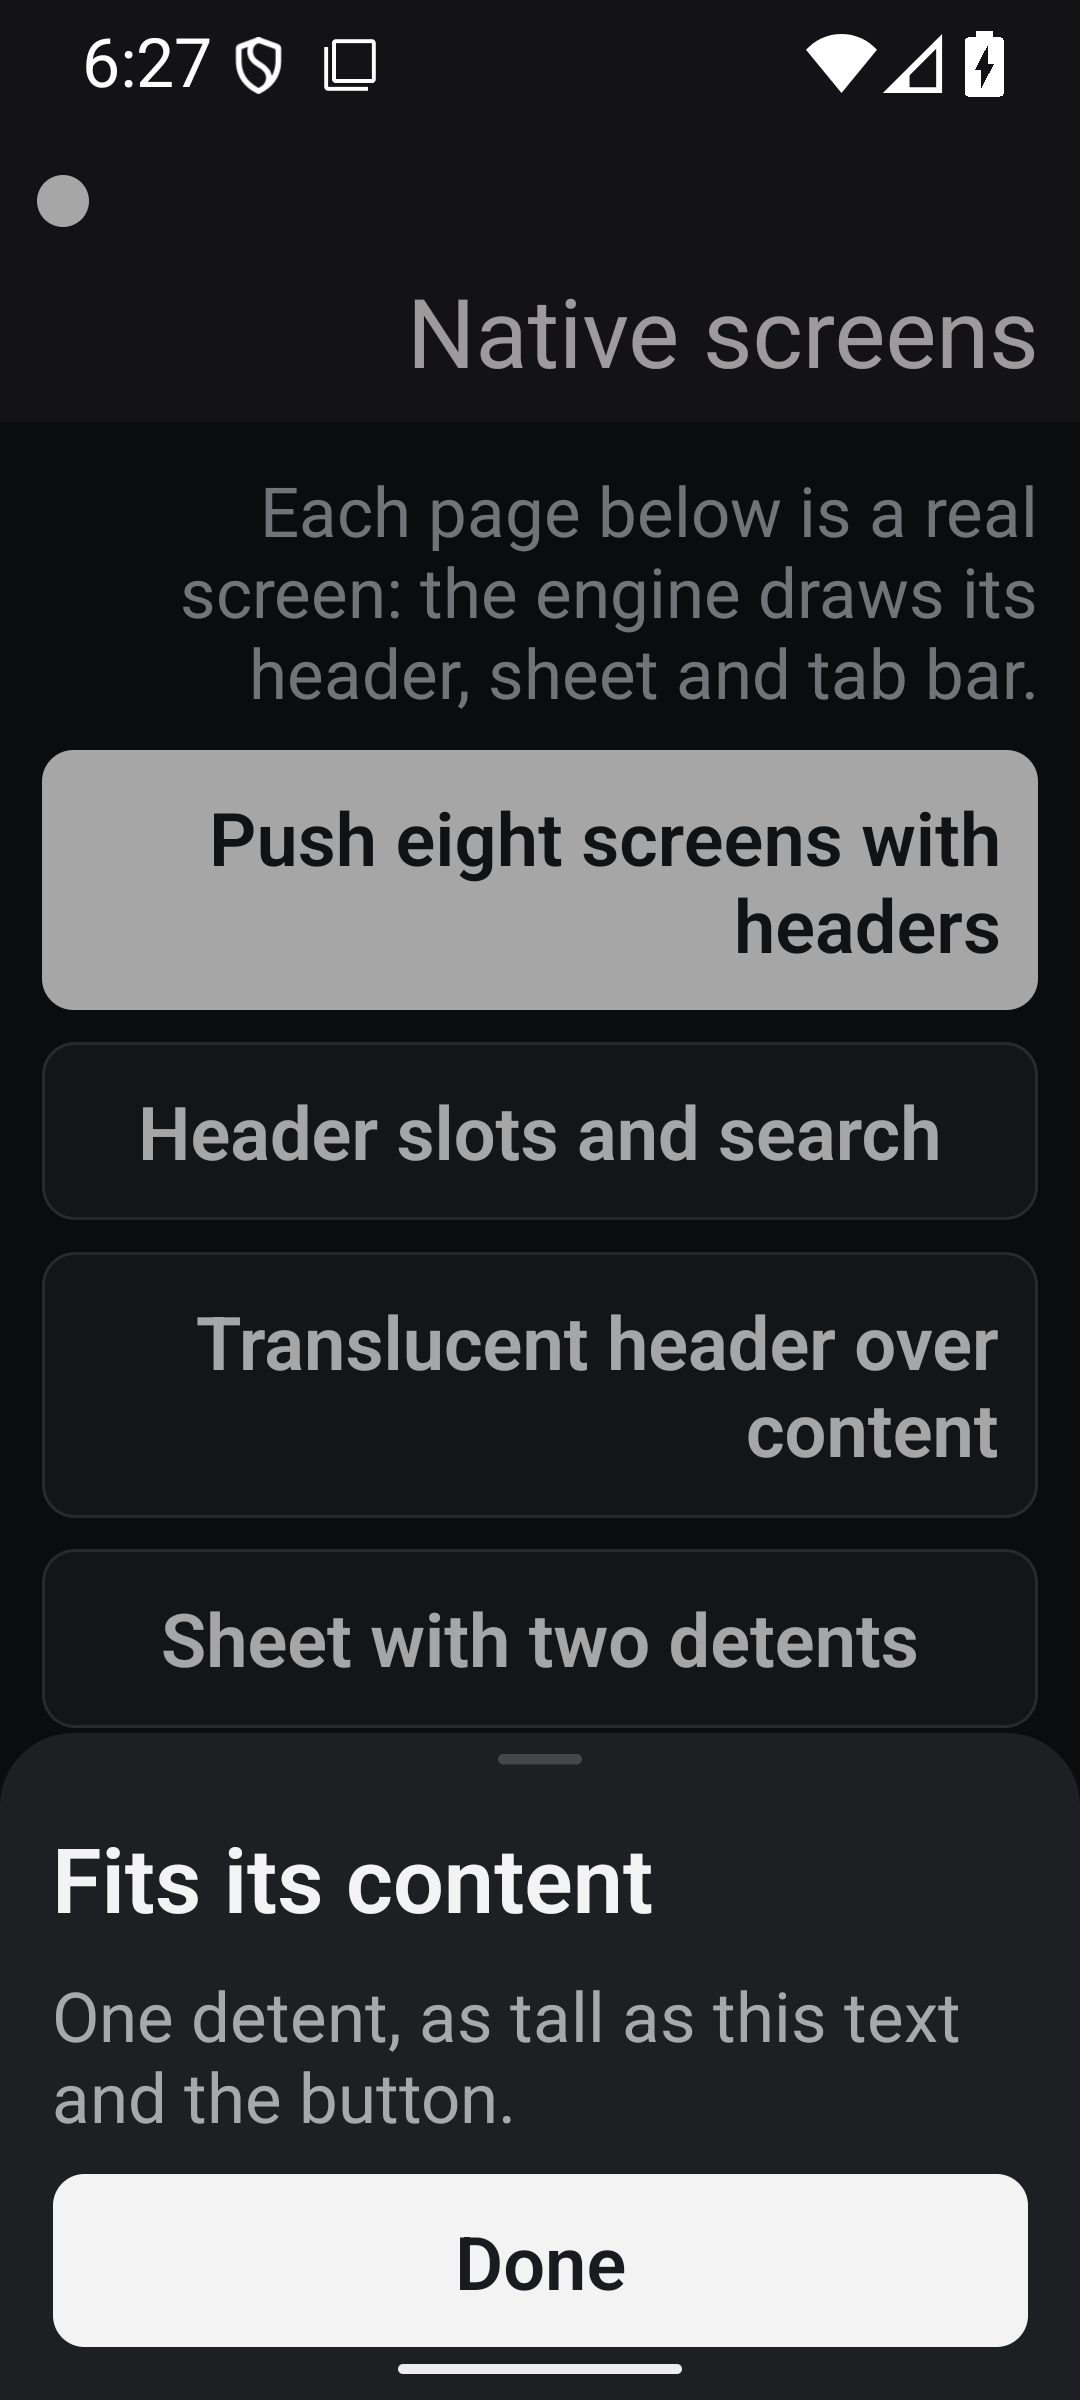 6:27
Native screens
Each page below is a real
screen: the engine draws its
header, sheet and tab bar.
Push eight screens with
headers
Header slots and search
Translucent header over
content
Sheet with two detents
Fits its content
One detent, as tall as this text
and the button.
Done